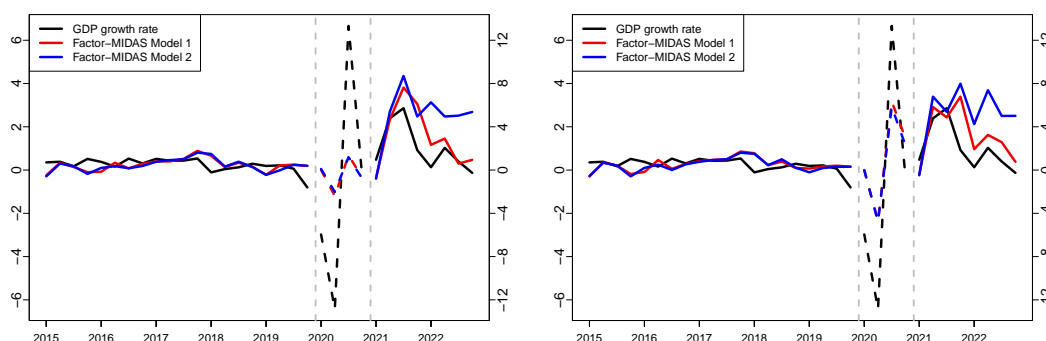 GDP growth rate
Factor−MIDAS Model 1
Factor−MIDAS Model 2
−6 −4 −2 0 2 4 6
−12 −8 −4 0 4 8 12
2015 2016 2017 2018 2019 2020 2021 2022
GDP growth rate
Factor−MIDAS Model 1
Factor−MIDAS Model 2
−6 −4 −2 0 2 4 6
−12 −8 −4 0 4 8 12
2015 2016 2017 2018 2019 2020 2021 2022